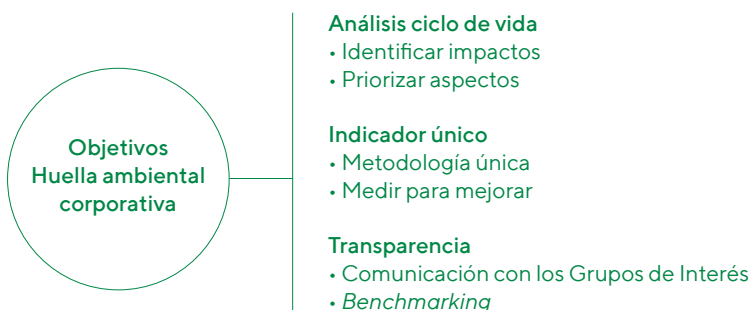 Objetivos
Huella ambiental
corporativa
Análisis ciclo de vida
• Identificar impactos
• Priorizar aspectos
Indicador único
• Metodología única
• Medir para mejorar
Transparencia
• Comunicación con los Grupos de Interés
• Benchmarking